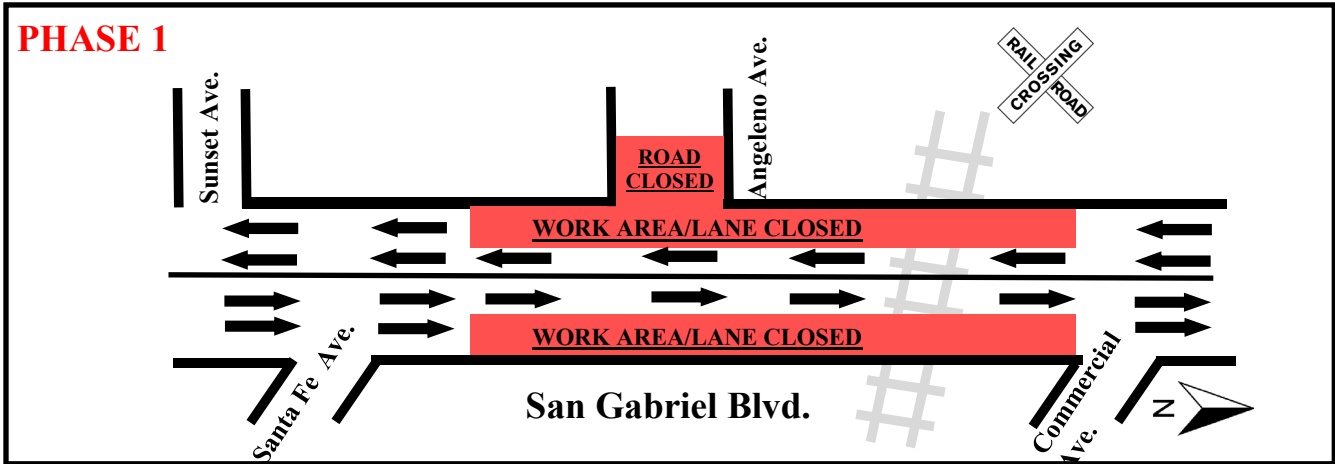 PHASE 1
Sunset Ave.
Angeleno Ave.
RAIL ROAD
CROSSING
ROAD
CLOSED
WORK AREA/LANE CLOSED
WORK AREA/LANE CLOSED
Santa Fe Ave.
San Gabriel Blvd.
Commercial
Ave.
N